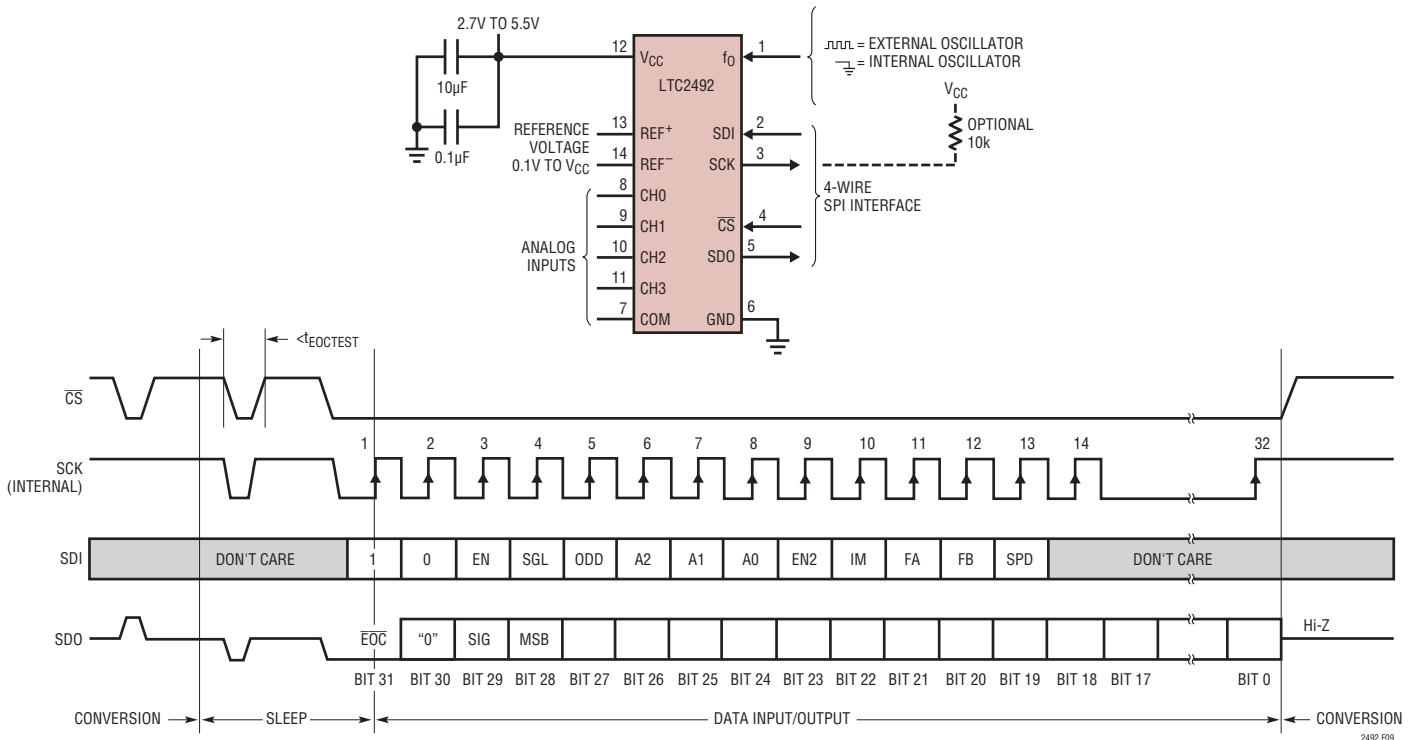 2.7V TO 5.5V
10µF
0.1µF
REFERENCE
VOLTAGE
0.1V TO VCC
ANALOG
INPUTS
12
13
14
8
9
10
11
7
VCC
fO
LTC2492
REF+
SDI
REF−
SCK
CH0
CH1
CS
CH2
SDO
CH3
COM
GND
1
2
3
4
5
6
= EXTERNAL OSCILLATOR
= INTERNAL OSCILLATOR
VCC
OPTIONAL
10k
4-WIRE
SPI INTERFACE
<tEOCTEST
CS
1 2 3 4 5 6 7 8 9 10 11 12 13 14 32
SCK
(INTERNAL)
SDI DON'T CARE 1 0 EN SGL ODD A2 A1 A0 EN2 IM FA FB SPD DON'T CARE
SDO EOC "0" SIG MSB Hi-Z
BIT 31 BIT 30 BIT 29 BIT 28 BIT 27 BIT 26 BIT 25 BIT 24 BIT 23 BIT 22 BIT 21 BIT 20 BIT 19 BIT 18 BIT 17 BIT 0
CONVERSION SLEEP DATA INPUT/OUTPUT CONVERSION
2492 F09